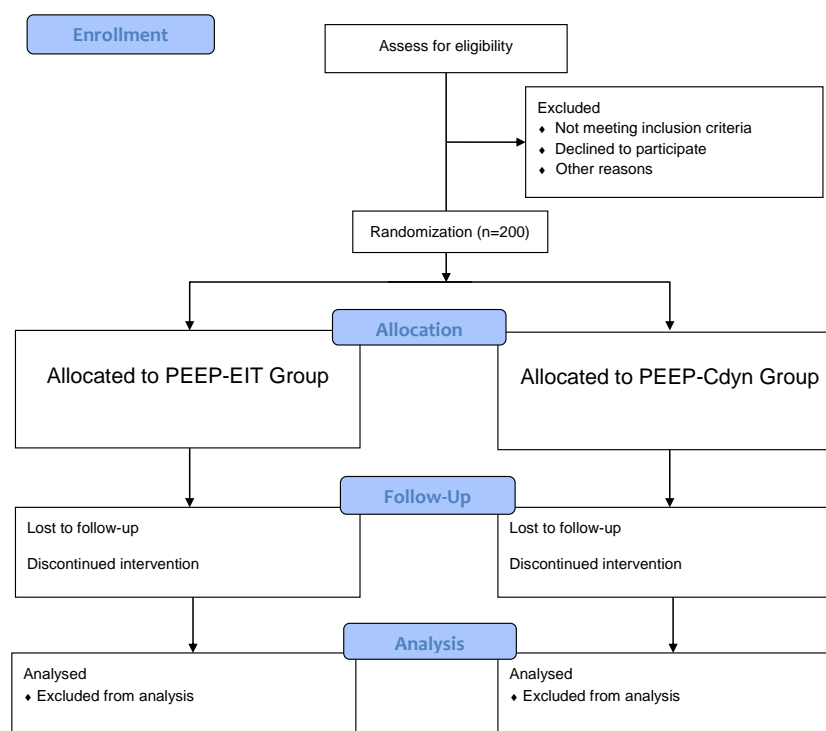 Enrollment
Assess for eligibility
Excluded
♦ Not meeting inclusion criteria
♦ Declined to participate
♦ Other reasons
Randomization (n=200)
Allocation
Allocated to PEEP-EIT Group
Allocated to PEEP-Cdyn Group
Follow-Up
Lost to follow-up
Discontinued intervention
Lost to follow-up
Discontinued intervention
Analysis
Analysed
♦ Excluded from analysis
Analysed
♦ Excluded from analysis